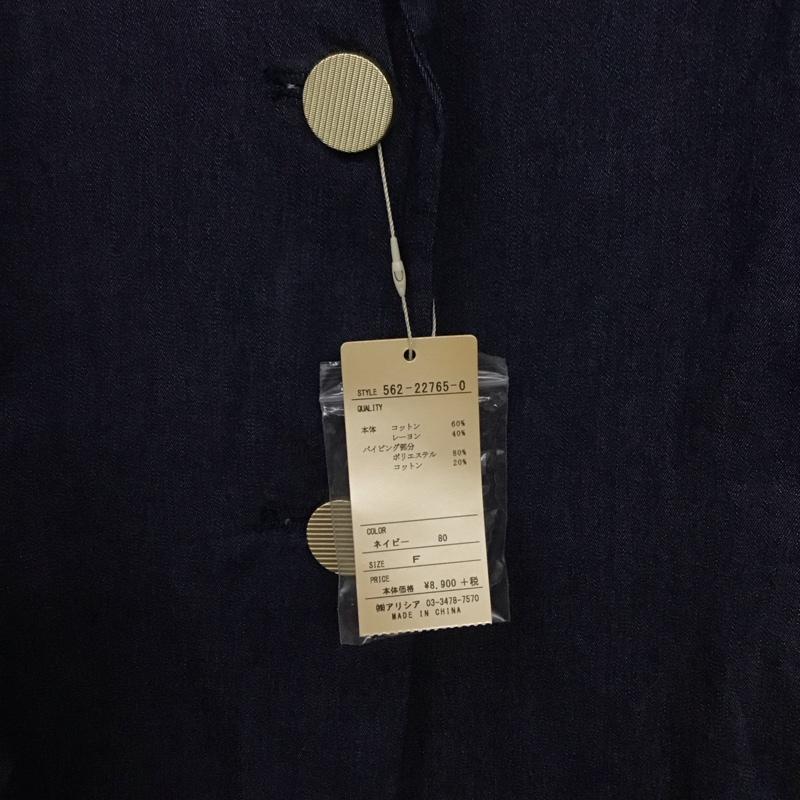 STYLE 562-22765-0
QUALITY
本体 コットン 60%
レーヨン 40%
パイピング部分
ポリエステル 80%
コットン 20%
COLOR
ネイビー 80
SIZE F
PRICE
本体価格 ¥8,900 +税
㈱アリシア 03-3478-7570
MADE IN CHINA